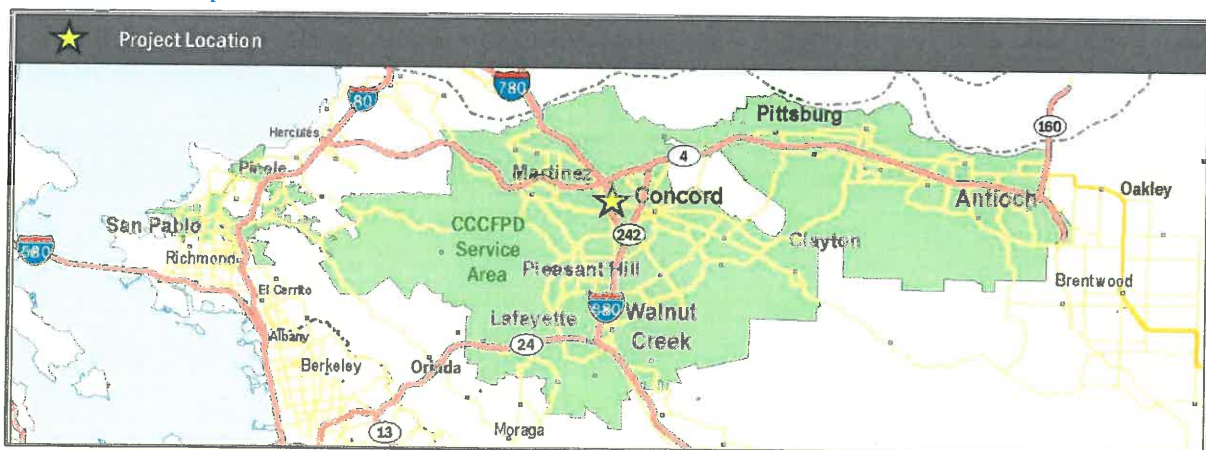 Project Location
80
780
Pittsburg
160
Hercules
4
Pinole
Martinez
Concord
Antioch
Oakley
San Pablo
CCCFPD
Service
Area
242
Clayton
580
Richmond
Pleasant Hill
Brentwood
El Cerrito
680
Walnut
Creek
Lafayette
24
Albany
Berkeley
Orinda
13
Moraga